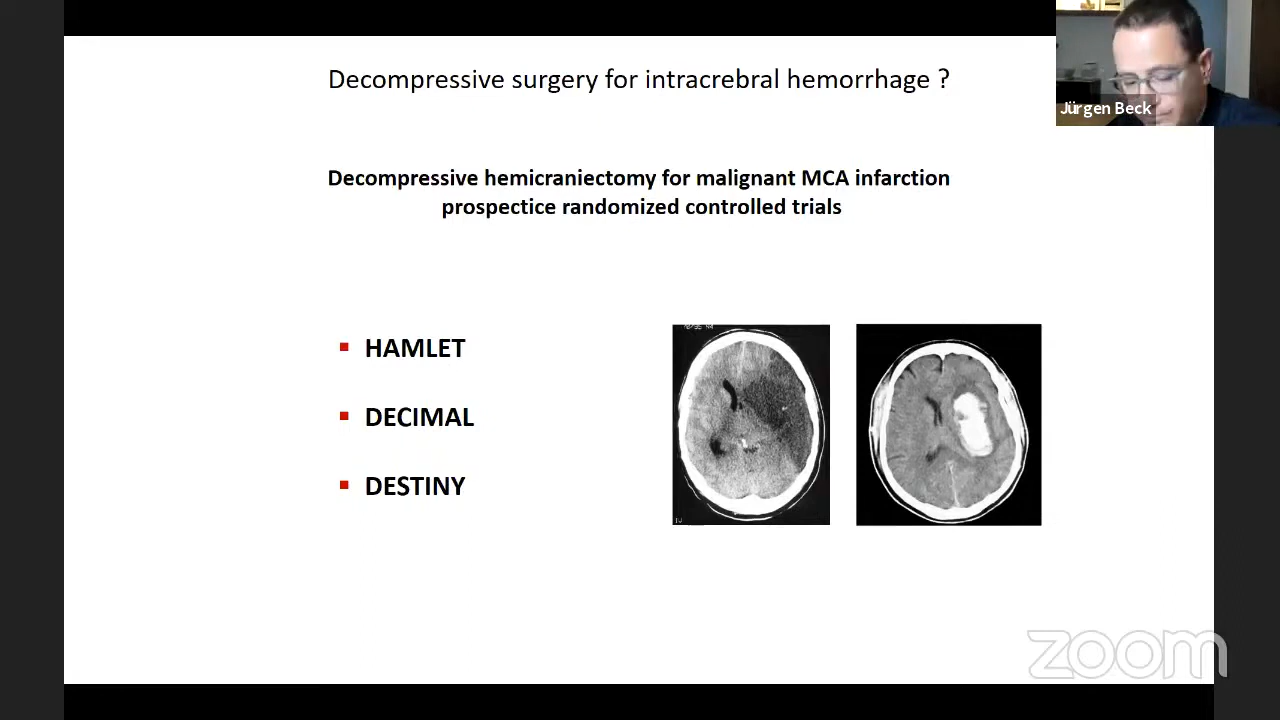 Decompressive surgery for intracrebral hemorrhage ?
Jürgen Beck
Decompressive hemicraniectomy for malignant MCA infarction
prospectice randomized controlled trials
HAMLET
DECIMAL
DESTINY
zoom